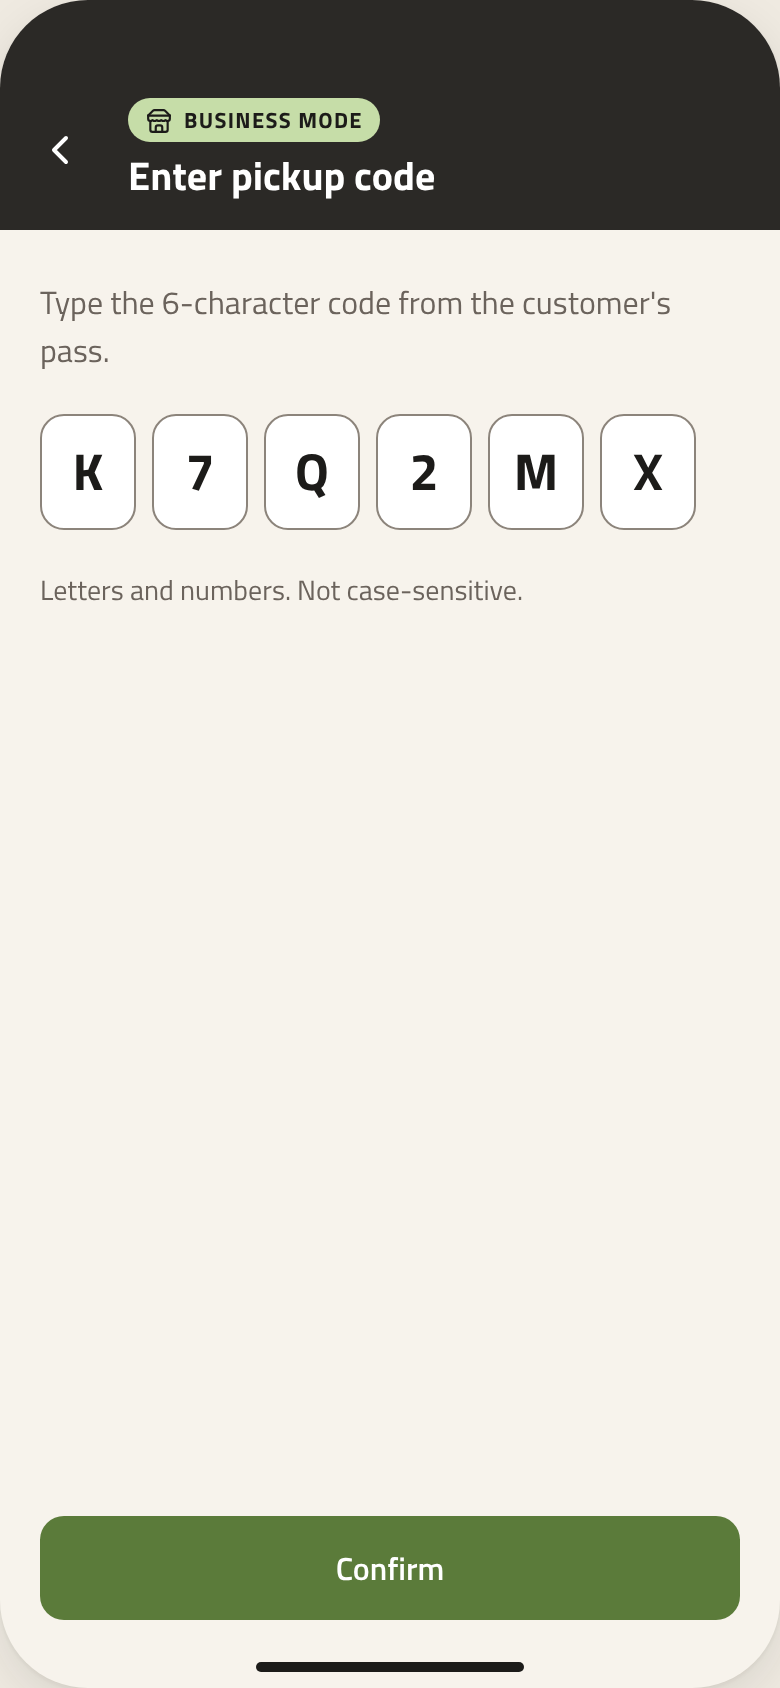 BUSINESS MODE
Enter pickup code
Type the 6-character code from the customer's
pass.
K 7 Q 2 M X
Letters and numbers. Not case-sensitive.
Confirm